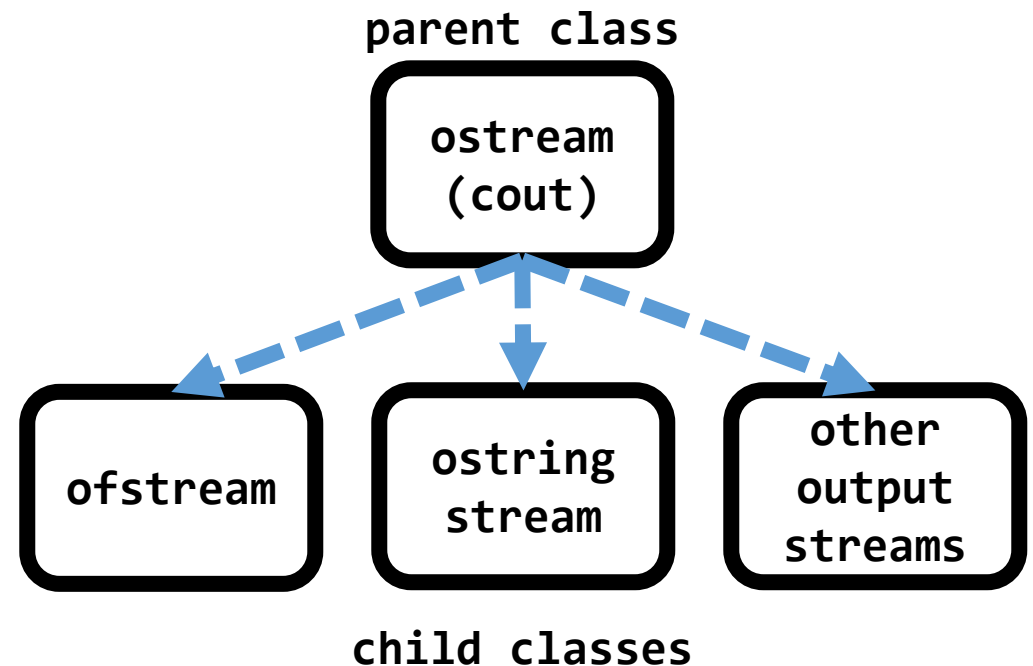 parent class
ostream
(cout)
ofstream
ostring
stream
other
output
streams
child classes